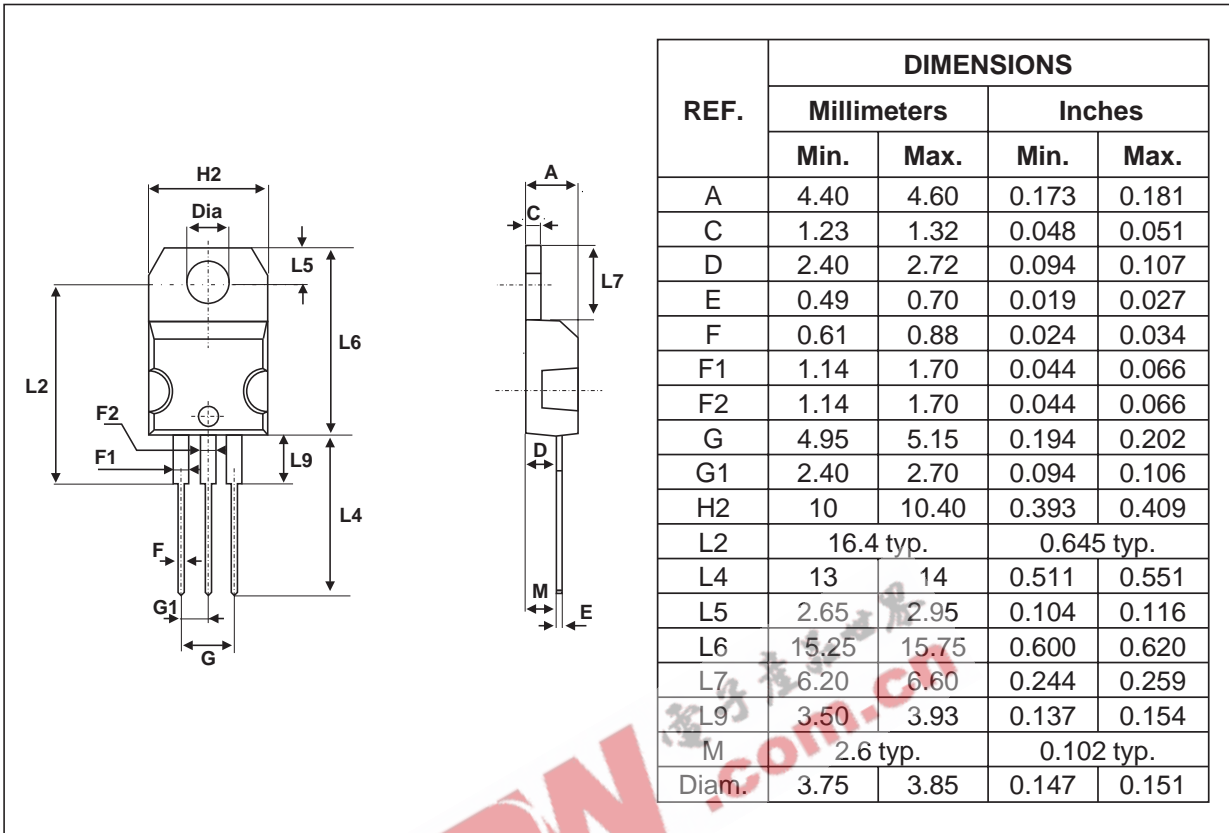 H2
Dia
L5
L6
L2
F2
F1
L9
L4
F
G1
G
A
C
L7
D
M
E
DIMENSIONS
REF. Millimeters Inches
Min. Max. Min. Max.
A 4.40 4.60 0.173 0.181
C 1.23 1.32 0.048 0.051
D 2.40 2.72 0.094 0.107
E 0.49 0.70 0.019 0.027
F 0.61 0.88 0.024 0.034
F1 1.14 1.70 0.044 0.066
F2 1.14 1.70 0.044 0.066
G 4.95 5.15 0.194 0.202
G1 2.40 2.70 0.094 0.106
H2 10 10.40 0.393 0.409
L2 16.4 typ. 0.645 typ.
L4 13 14 0.511 0.551
L5 2.65 2.95 0.104 0.116
L6 15.25 15.75 0.600 0.620
L7 6.20 6.60 0.244 0.259
L9 3.50 3.93 0.137 0.154
M 2.6 typ. 0.102 typ.
Diam. 3.75 3.85 0.147 0.151
電子產品世界
.com.cn